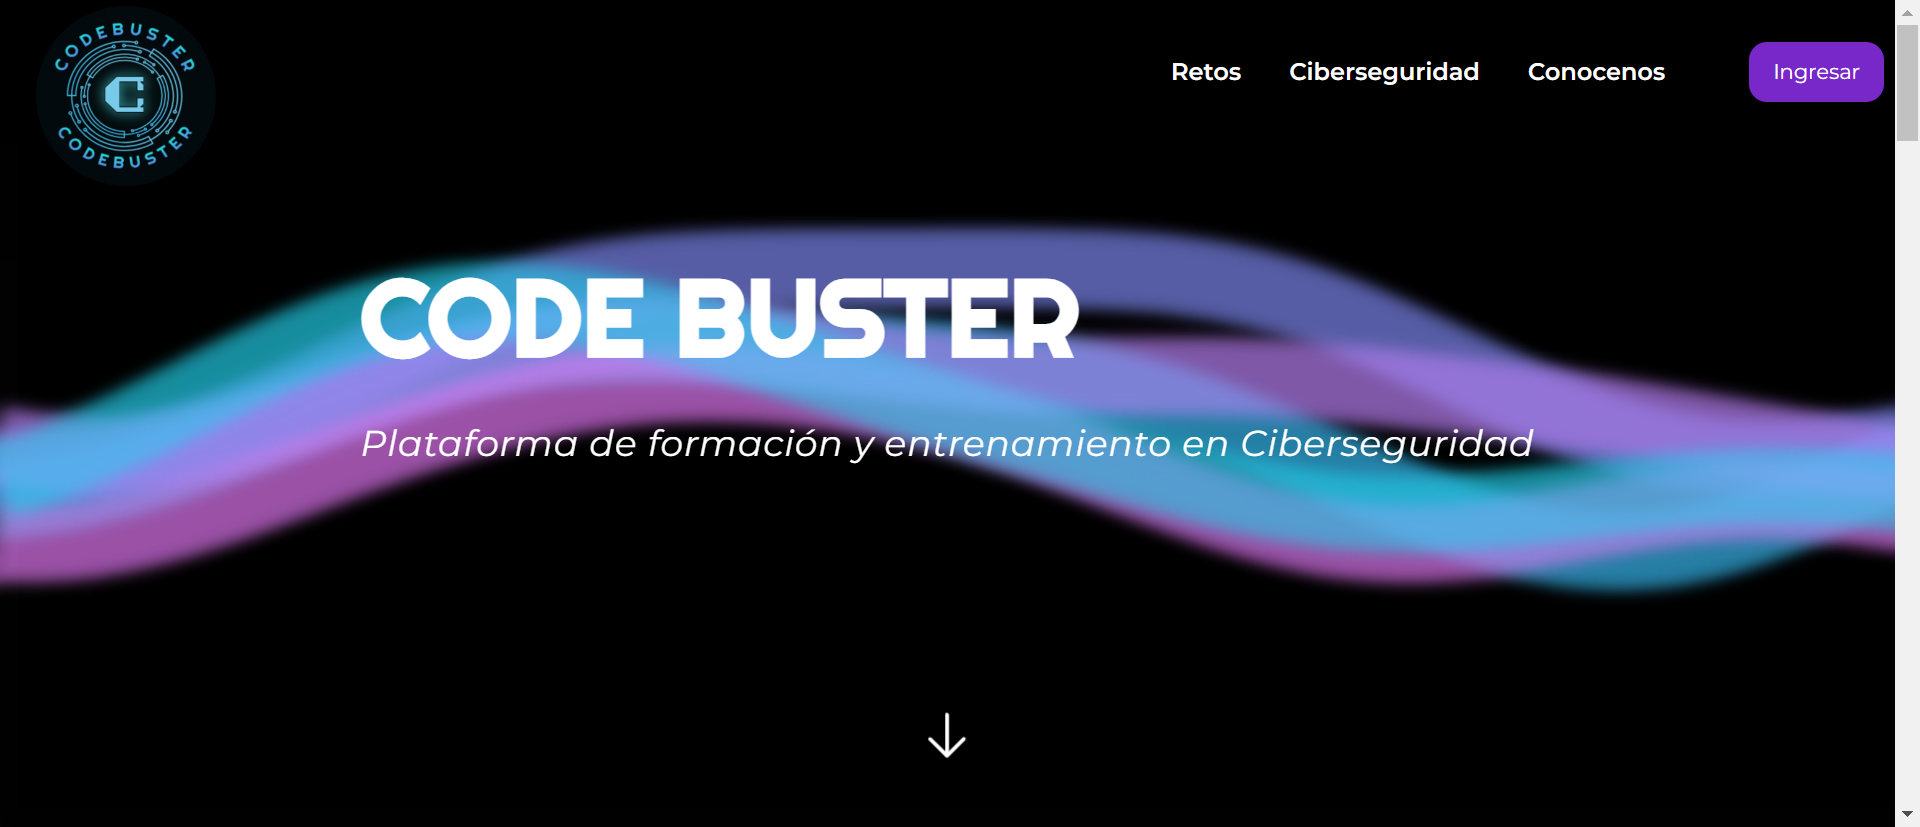 CODEBUSTER
C
CODEBUSTER
Retos Ciberseguridad Conocenos Ingresar
CODE BUSTER
Plataforma de formación y entrenamiento en Ciberseguridad